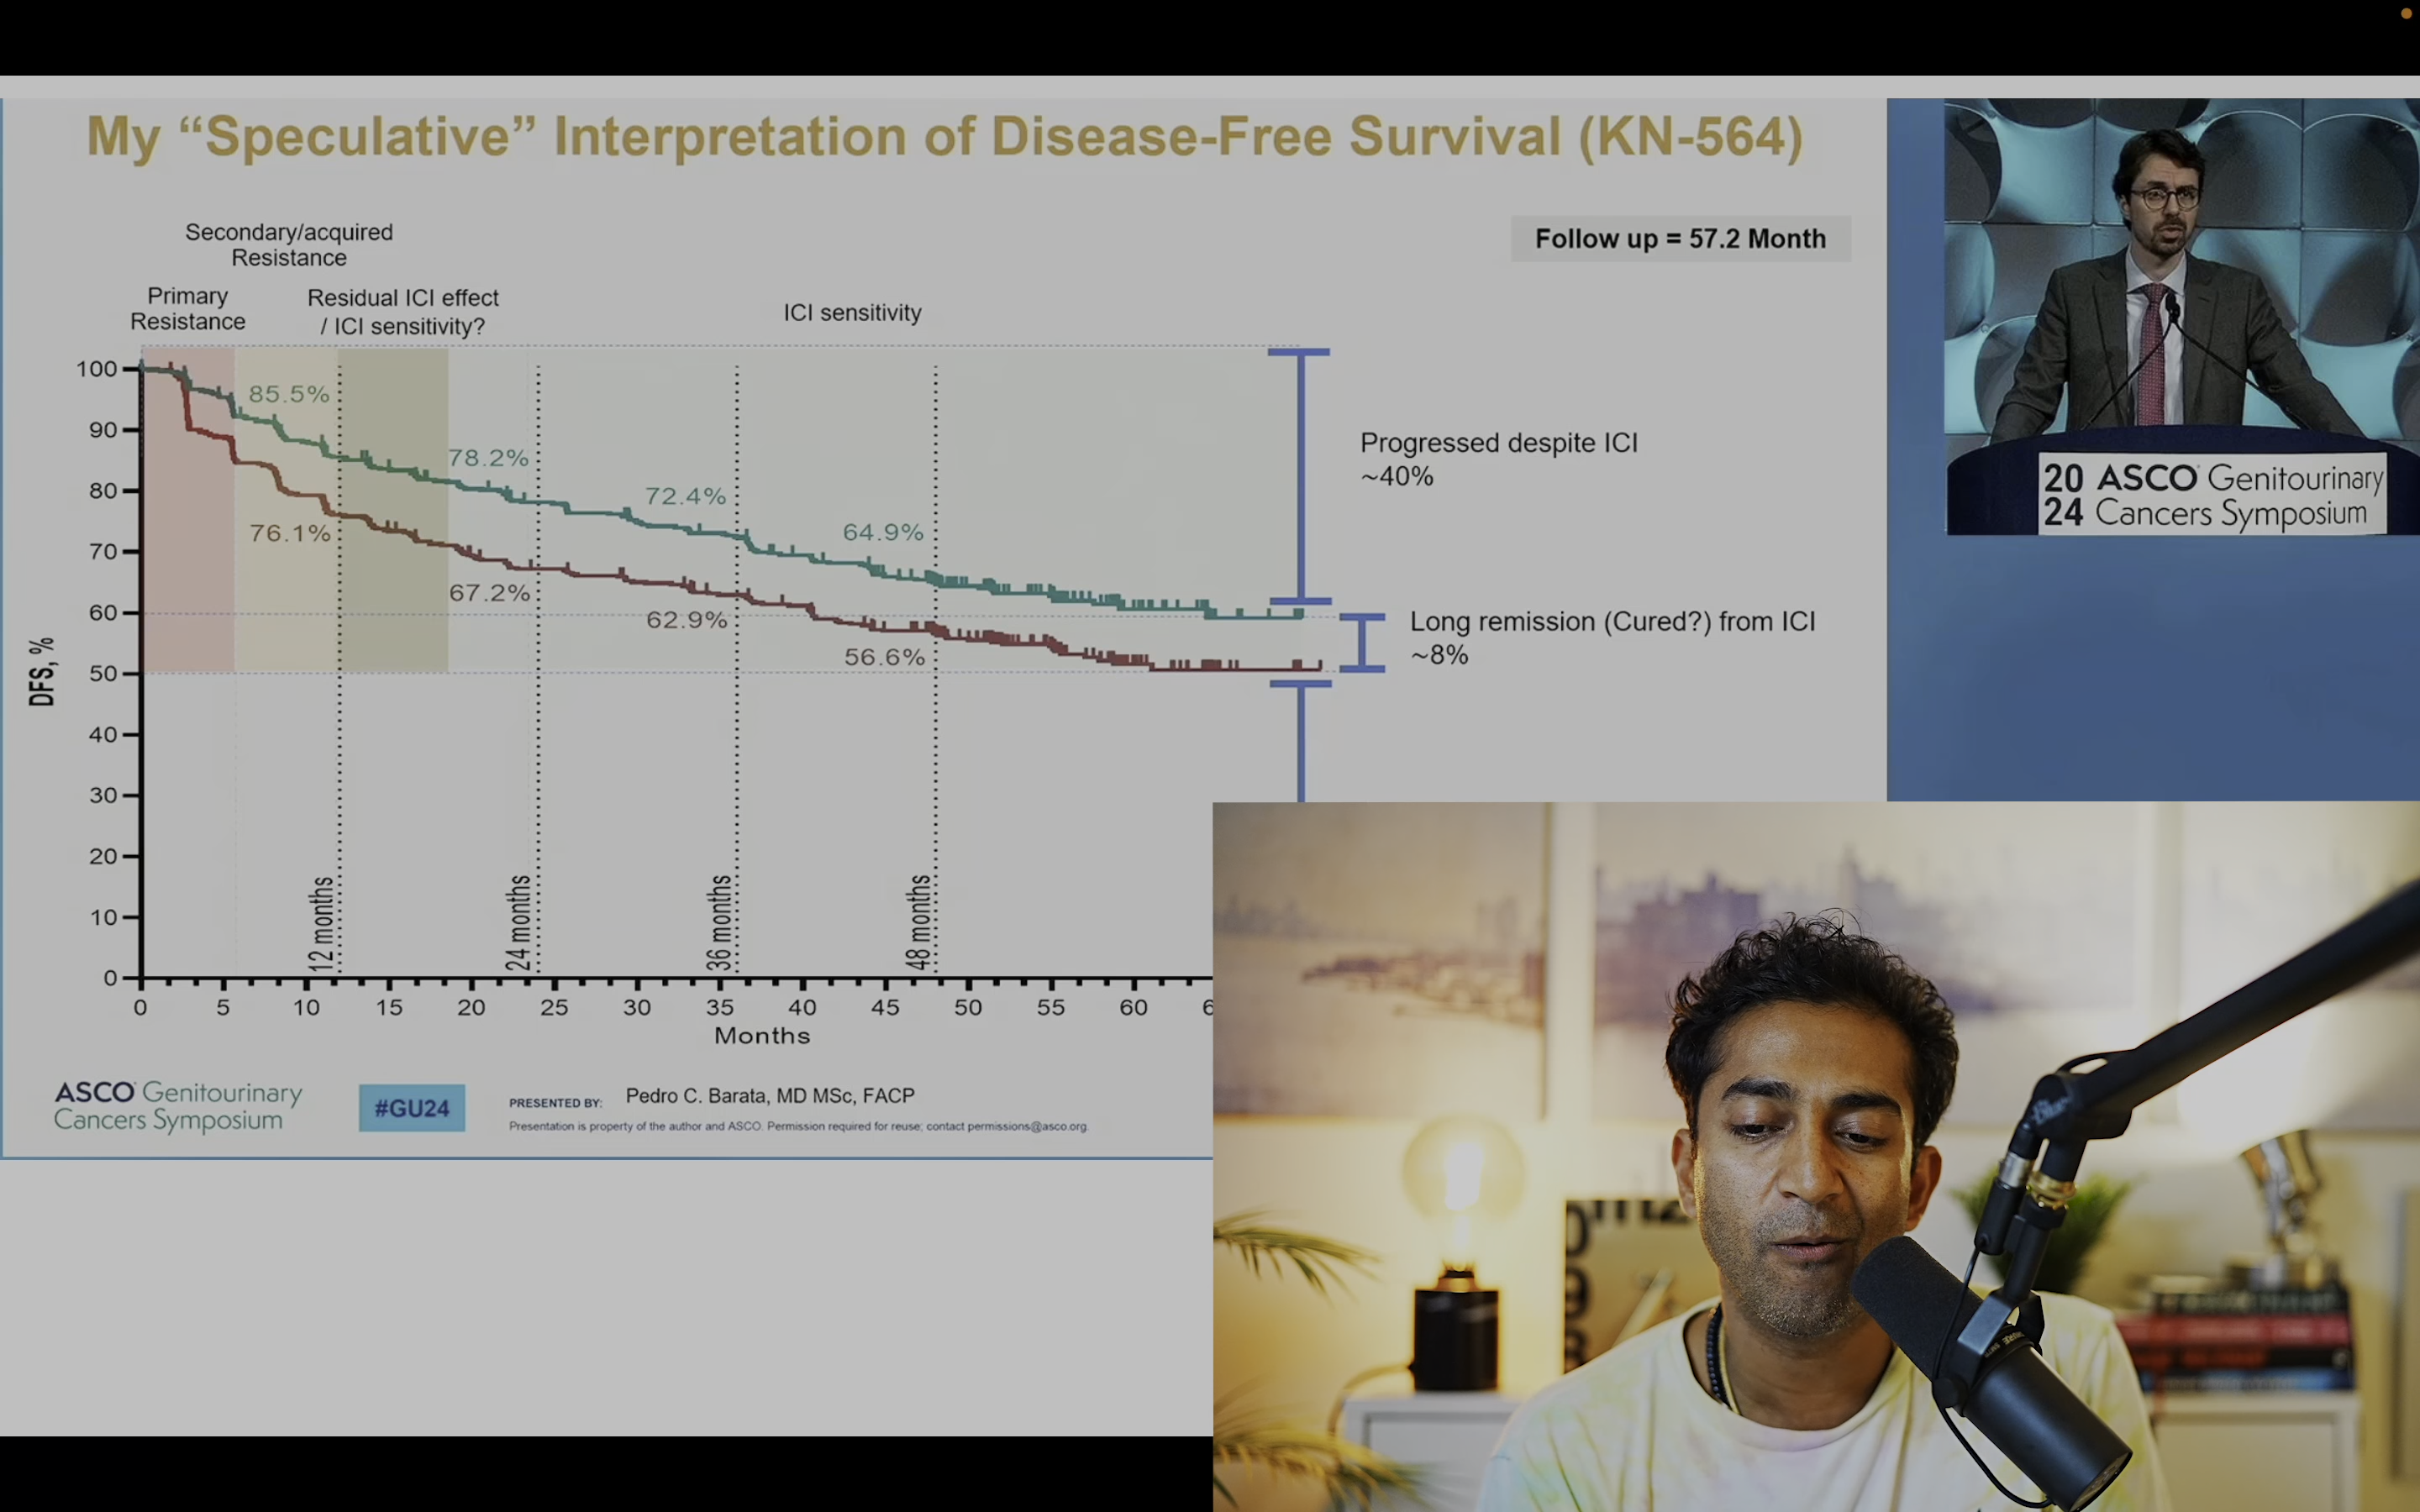 My “Speculative” Interpretation of Disease-Free Survival (KN-564)
Follow up = 57.2 Month
Secondary/acquired
Resistance
Primary
Resistance
Residual ICI effect
/ ICI sensitivity?
ICI sensitivity
100
90
80
70
60
50
40
30
20
10
0
DFS, %
85.5%
78.2%
72.4%
64.9%
76.1%
67.2%
62.9%
56.6%
12 months
24 months
36 months
48 months
0 5 10 15 20 25 30 35 40 45 50 55 60
Months
Progressed despite ICI
~40%
Long remission (Cured?) from ICI
~8%
ASCO Genitourinary
Cancers Symposium
#GU24
PRESENTED BY: Pedro C. Barata, MD MSc, FACP
Presentation is property of the author and ASCO. Permission required for reuse; contact permissions@asco.org.
20 ASCO Genitourinary
24 Cancers Symposium
Blue